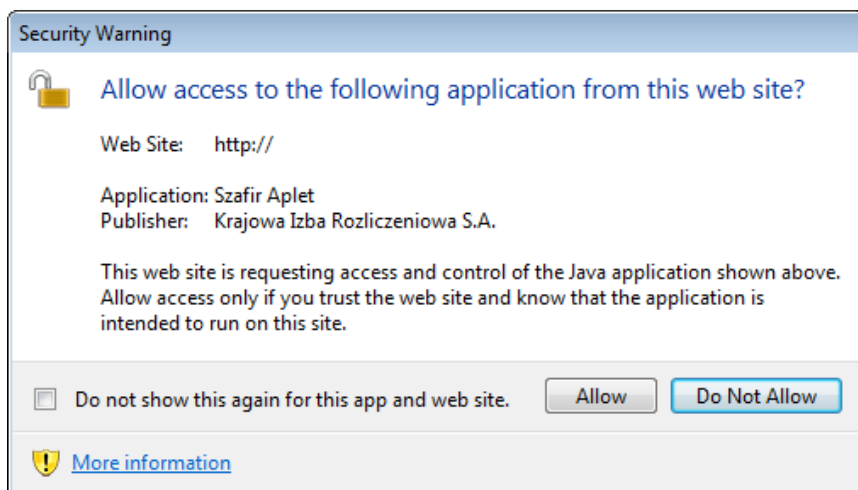 Security Warning
Allow access to the following application from this web site?
Web Site: http://
Application: Szafir Aplet
Publisher: Krajowa Izba Rozliczeniowa S.A.
This web site is requesting access and control of the Java application shown above.
Allow access only if you trust the web site and know that the application is
intended to run on this site.
Do not show this again for this app and web site.
Allow
Do Not Allow
More information